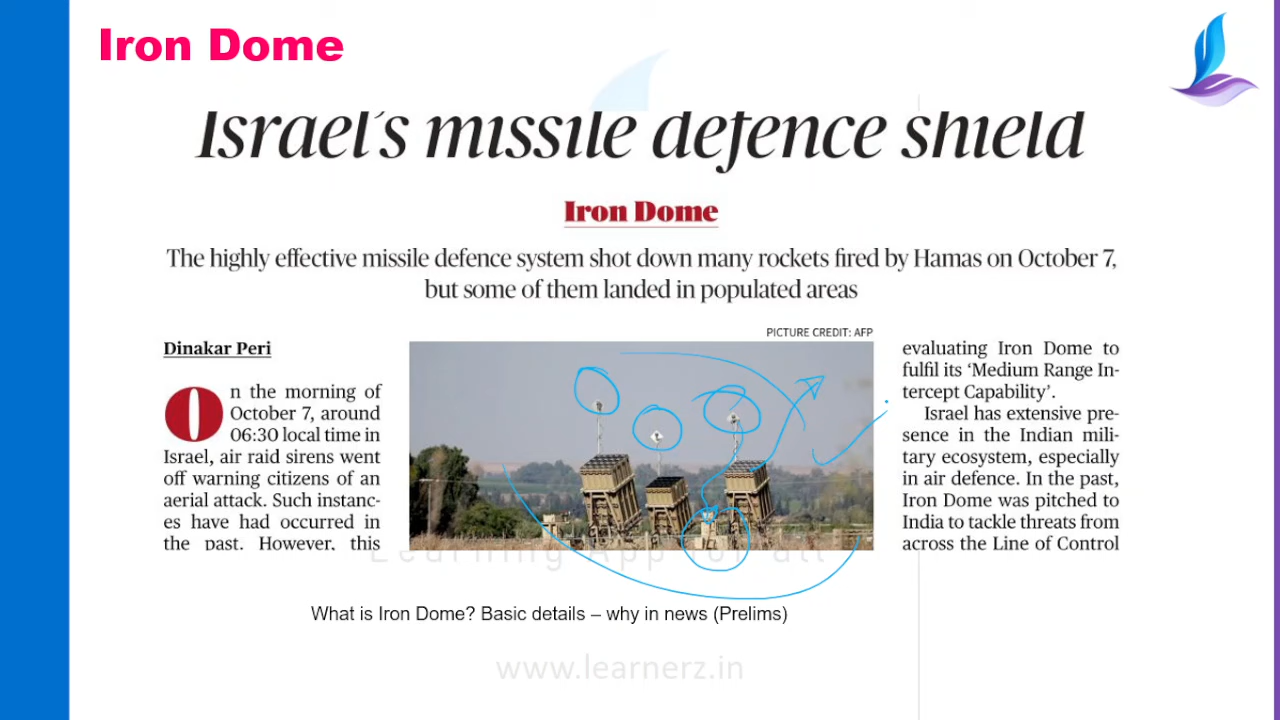 Iron Dome
Israel's missile defence shield
Iron Dome
The highly effective missile defence system shot down many rockets fired by Hamas on October 7,
but some of them landed in populated areas
PICTURE CREDIT: AFP
Dinakar Peri
On the morning of
October 7, around
06:30 local time in
Israel, air raid sirens went
off warning citizens of an
aerial attack. Such instanc-
es have had occurred in
the past. However, this
evaluating Iron Dome to
fulfil its 'Medium Range In-
tercept Capability'.
Israel has extensive pre-
sence in the Indian mili-
tary ecosystem, especially
in air defence. In the past,
Iron Dome was pitched to
India to tackle threats from
across the Line of Control
Learning App for all
What is Iron Dome? Basic details – why in news (Prelims)
www.learnerz.in